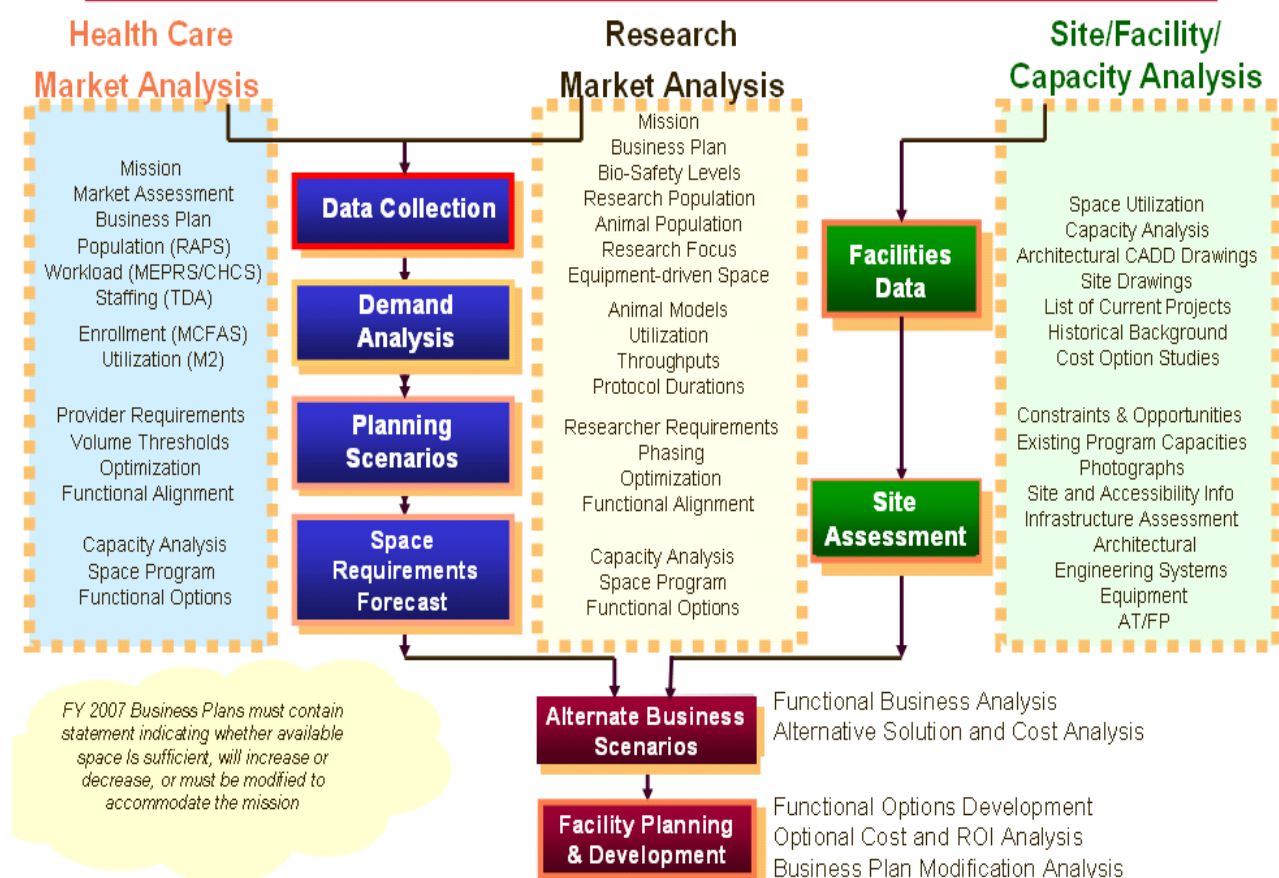 Health Care
Market Analysis
Research
Market Analysis
Site/Facility/
Capacity Analysis
Mission
Market Assessment
Business Plan
Population (RAPS)
Workload (MEPRS/CHCS)
Staffing (TDA)
Enrollment (MCFAS)
Utilization (M2)
Provider Requirements
Volume Thresholds
Optimization
Functional Alignment
Capacity Analysis
Space Program
Functional Options
Data Collection
Demand
Analysis
Planning
Scenarios
Space
Requirements
Forecast
Mission
Business Plan
Bio-Safety Levels
Research Population
Animal Population
Research Focus
Equipment-driven Space
Animal Models
Utilization
Throughputs
Protocol Durations
Researcher Requirements
Phasing
Optimization
Functional Alignment
Capacity Analysis
Space Program
Functional Options
Facilities
Data
Site
Assessment
Space Utilization
Capacity Analysis
Architectural CADD Drawings
Site Drawings
List of Current Projects
Historical Background
Cost Option Studies
Constraints & Opportunities
Existing Program Capacities
Photographs
Site and Accessibility Info
Infrastructure Assessment
Architectural
Engineering Systems
Equipment
AT/FP
FY 2007 Business Plans must contain
statement indicating whether available
space Is sufficient, will increase or
decrease, or must be modified to
accommodate the mission
Alternate Business
Scenarios
Functional Business Analysis
Alternative Solution and Cost Analysis
Facility Planning
& Development
Functional Options Development
Optional Cost and ROI Analysis
Business Plan Modification Analysis